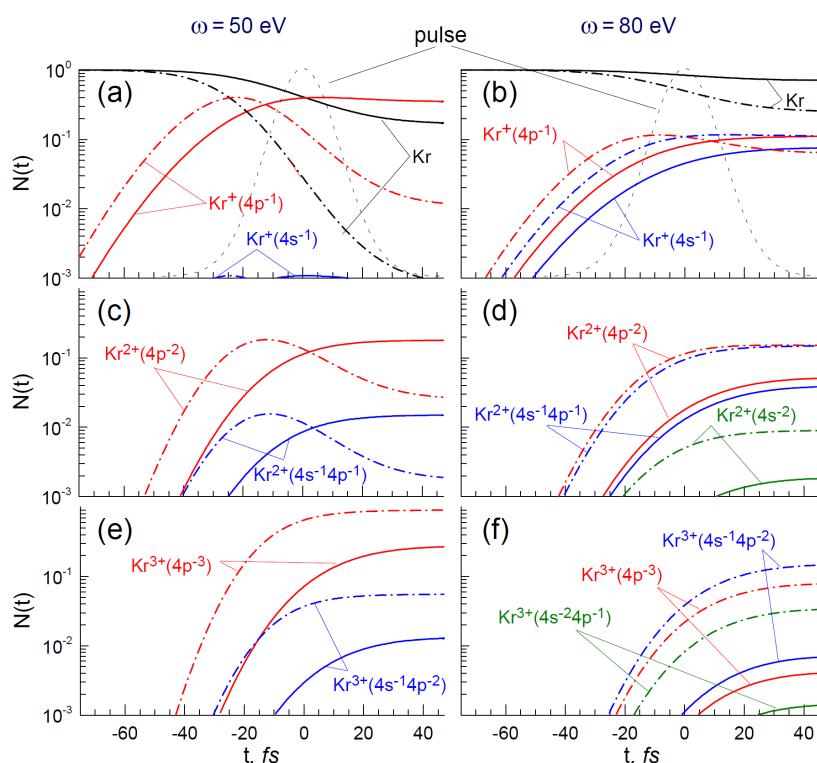 ω = 50 eV
pulse
ω = 80 eV
(a)
(b)
N(t)
10⁰
10⁻¹
10⁻²
10⁻³
Kr
Kr
Kr⁺(4p⁻¹)
Kr⁺(4p⁻¹)
Kr⁺(4s⁻¹)
Kr⁺(4s⁻¹)
(c)
(d)
N(t)
10⁻¹
10⁻²
10⁻³
Kr²⁺(4p⁻²)
Kr²⁺(4s⁻¹4p⁻¹)
Kr²⁺(4p⁻²)
Kr²⁺(4s⁻¹4p⁻¹)
Kr²⁺(4s⁻²)
(e)
(f)
N(t)
10⁻¹
10⁻²
10⁻³
Kr³⁺(4p⁻³)
Kr³⁺(4s⁻¹4p⁻²)
Kr³⁺(4s⁻¹4p⁻²)
Kr³⁺(4p⁻³)
Kr³⁺(4s⁻²4p⁻¹)
-60 -40 -20 0 20 40
-60 -40 -20 0 20 40
t, fs
t, fs